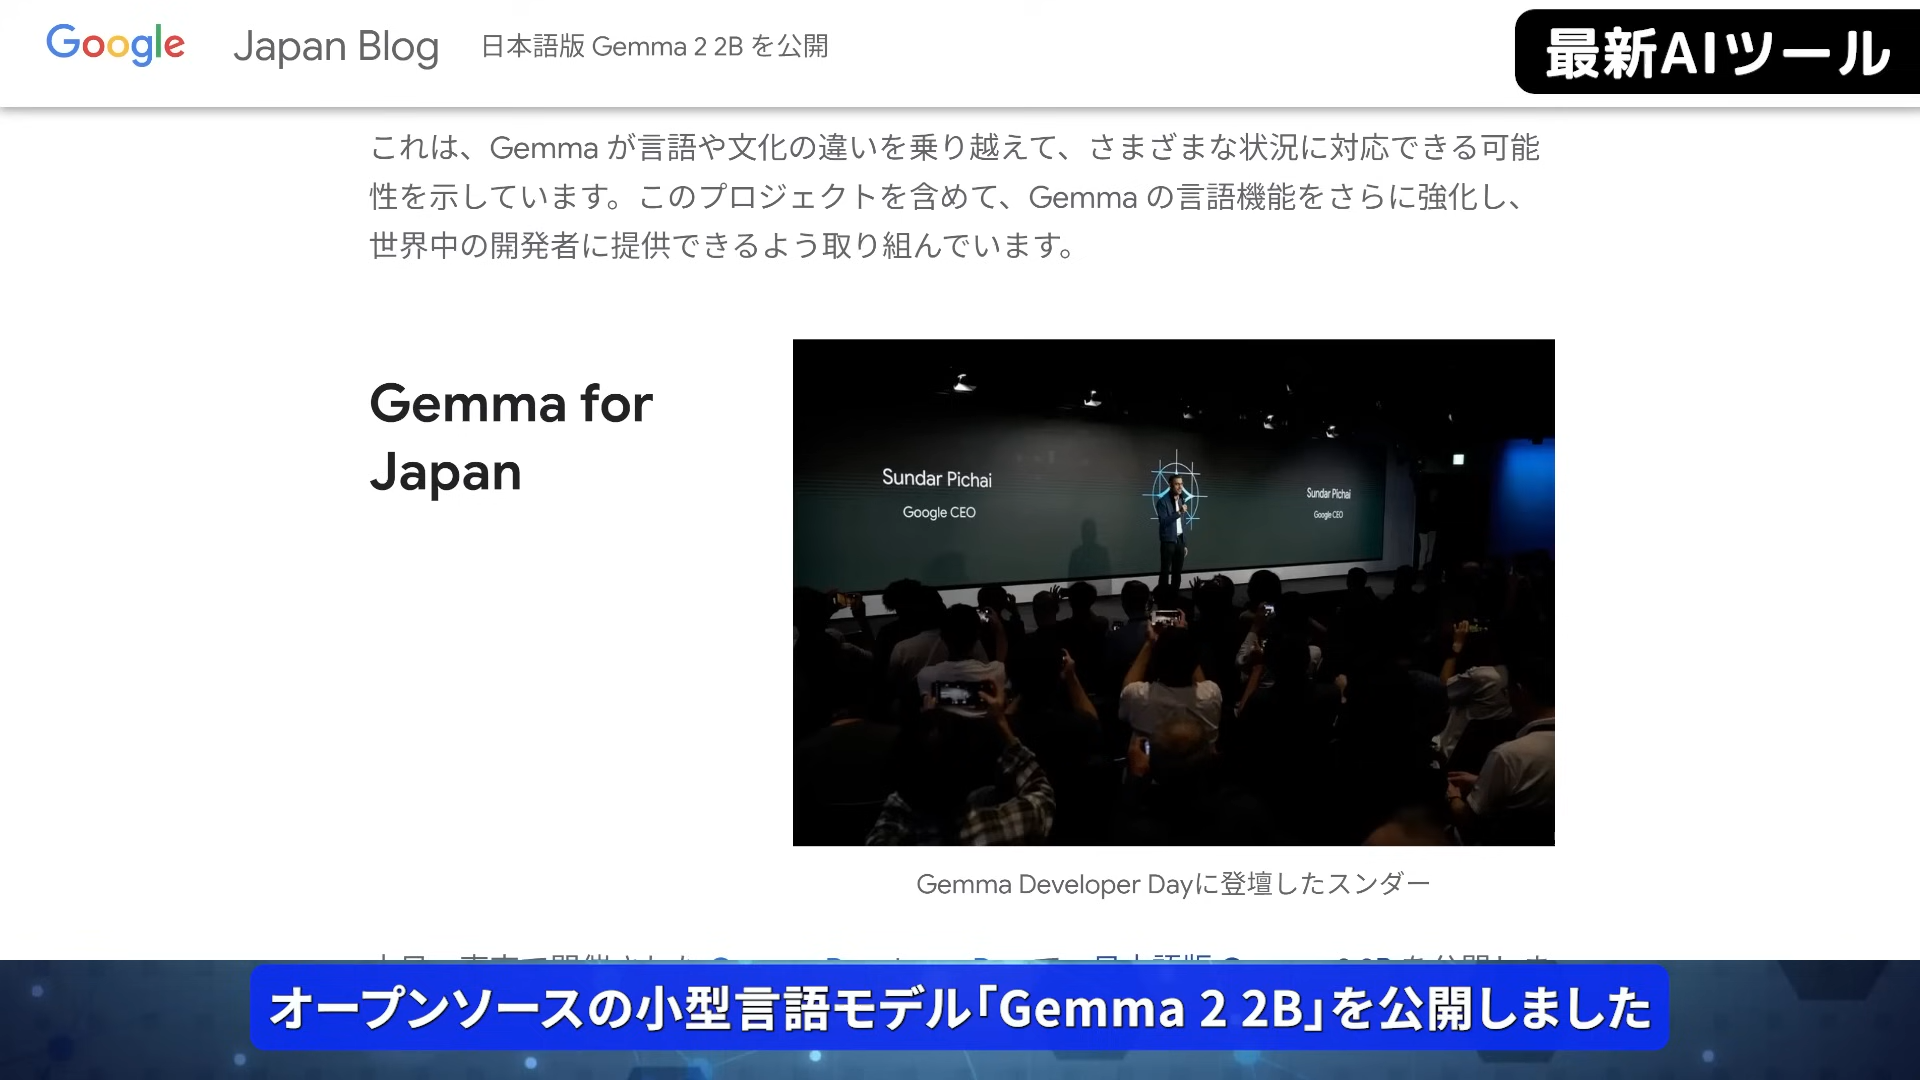 Google Japan Blog 日本語版 Gemma 2 2B を公開
最新AIツール
これは、Gemma が言語や文化の違いを乗り越えて、さまざまな状況に対応できる可能
性を示しています。このプロジェクトを含めて、Gemma の言語機能をさらに強化し、
世界中の開発者に提供できるよう取り組んでいます。
Gemma for
Japan
Sundar Pichai
Google CEO
Sundar Pichai
Google CEO
Gemma Developer Dayに登壇したスンダー
オープンソースの小型言語モデル「Gemma 2 2B」を公開しました